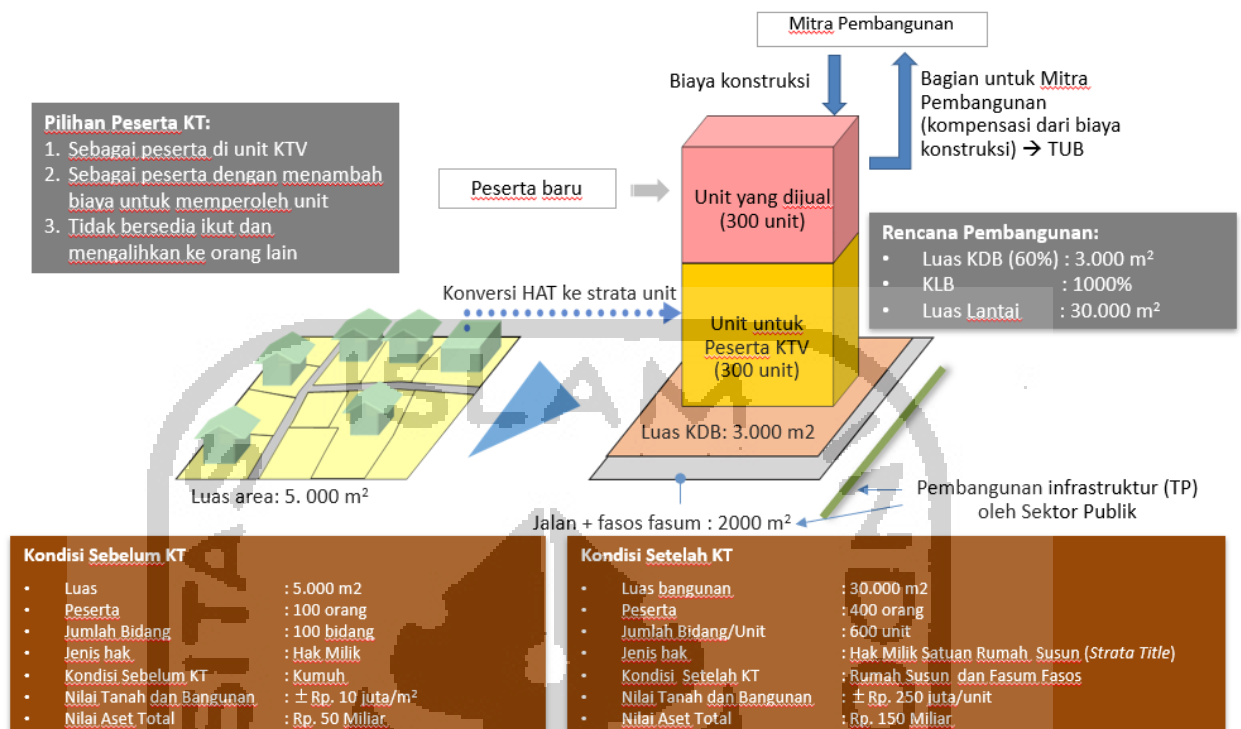 Mitra Pembangunan
Biaya konstruksi
Bagian untuk Mitra
Pembangunan
(kompensasi dari biaya
konstruksi) → TUB
Pilihan Peserta KT:
1. Sebagai peserta di unit KTV
2. Sebagai peserta dengan menambah
biaya untuk memperoleh unit
3. Tidak bersedia ikut dan
mengalihkan ke orang lain
Peserta baru
Unit yang dijual
(300 unit)
Rencana Pembangunan:
• Luas KDB (60%) : 3.000 m²
• KLB : 1000%
• Luas Lantai : 30.000 m²
Konversi HAT ke strata unit
Unit untuk
Peserta KTV
(300 unit)
Luas KDB: 3.000 m2
Luas area: 5. 000 m²
Jalan + fasos fasum : 2000 m²
Pembangunan infrastruktur (TP)
oleh Sektor Publik
Kondisi Sebelum KT
• Luas : 5.000 m2
• Peserta : 100 orang
• Jumlah Bidang : 100 bidang
• Jenis hak : Hak Milik
• Kondisi Sebelum KT : Kumuh
• Nilai Tanah dan Bangunan : ± Rp. 10 juta/m²
• Nilai Aset Total : Rp. 50 Miliar
Kondisi Setelah KT
• Luas bangunan : 30.000 m2
• Peserta : 400 orang
• Jumlah Bidang/Unit : 600 unit
• Jenis hak : Hak Milik Satuan Rumah Susun (Strata Title)
• Kondisi Setelah KT : Rumah Susun dan Fasum Fasos
• Nilai Tanah dan Bangunan : ± Rp. 250 juta/unit
• Nilai Aset Total : Rp. 150 Miliar
ISLAM